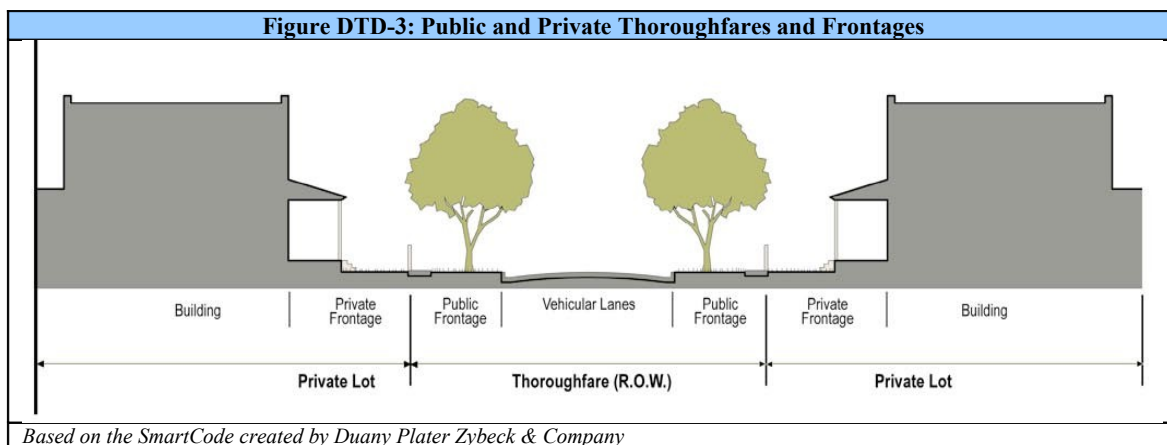 Figure DTD-3: Public and Private Thoroughfares and Frontages
Building
Private
Frontage
Public
Frontage
Vehicular Lanes
Public
Frontage
Private
Frontage
Building
Private Lot
Thoroughfare (R.O.W.)
Private Lot
Based on the SmartCode created by Duany Plater Zybeck & Company